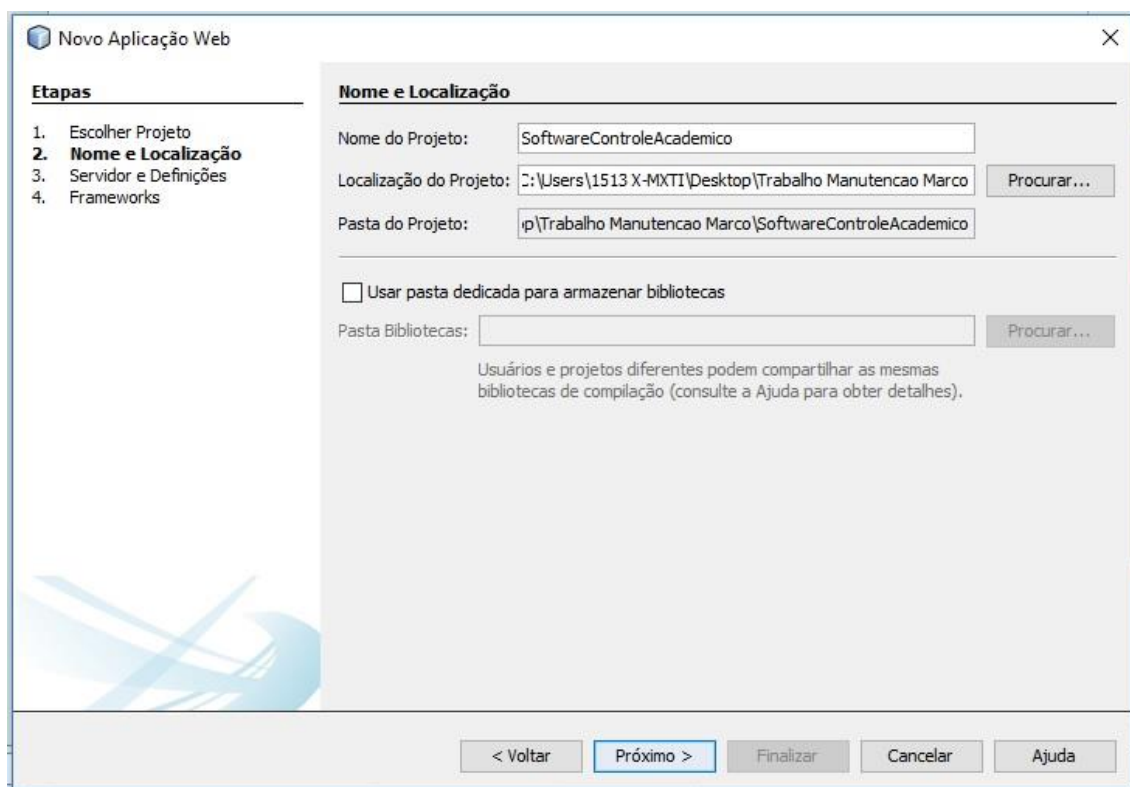 Novo Aplicação Web
Etapas
1. Escolher Projeto
2. Nome e Localização
3. Servidor e Definições
4. Frameworks
Nome e Localização
Nome do Projeto: SoftwareControleAcademico
Localização do Projeto: C:\Users\1513 X-MXTI\Desktop\Trabalho Manutencao Marco Procurar...
Pasta do Projeto: op\Trabalho Manutencao Marco\SoftwareControleAcademico
Usar pasta dedicada para armazenar bibliotecas
Pasta Bibliotecas: Procurar...
Usuários e projetos diferentes podem compartilhar as mesmas
bibliotecas de compilação (consulte a Ajuda para obter detalhes).
< Voltar Próximo > Finalizar Cancelar Ajuda